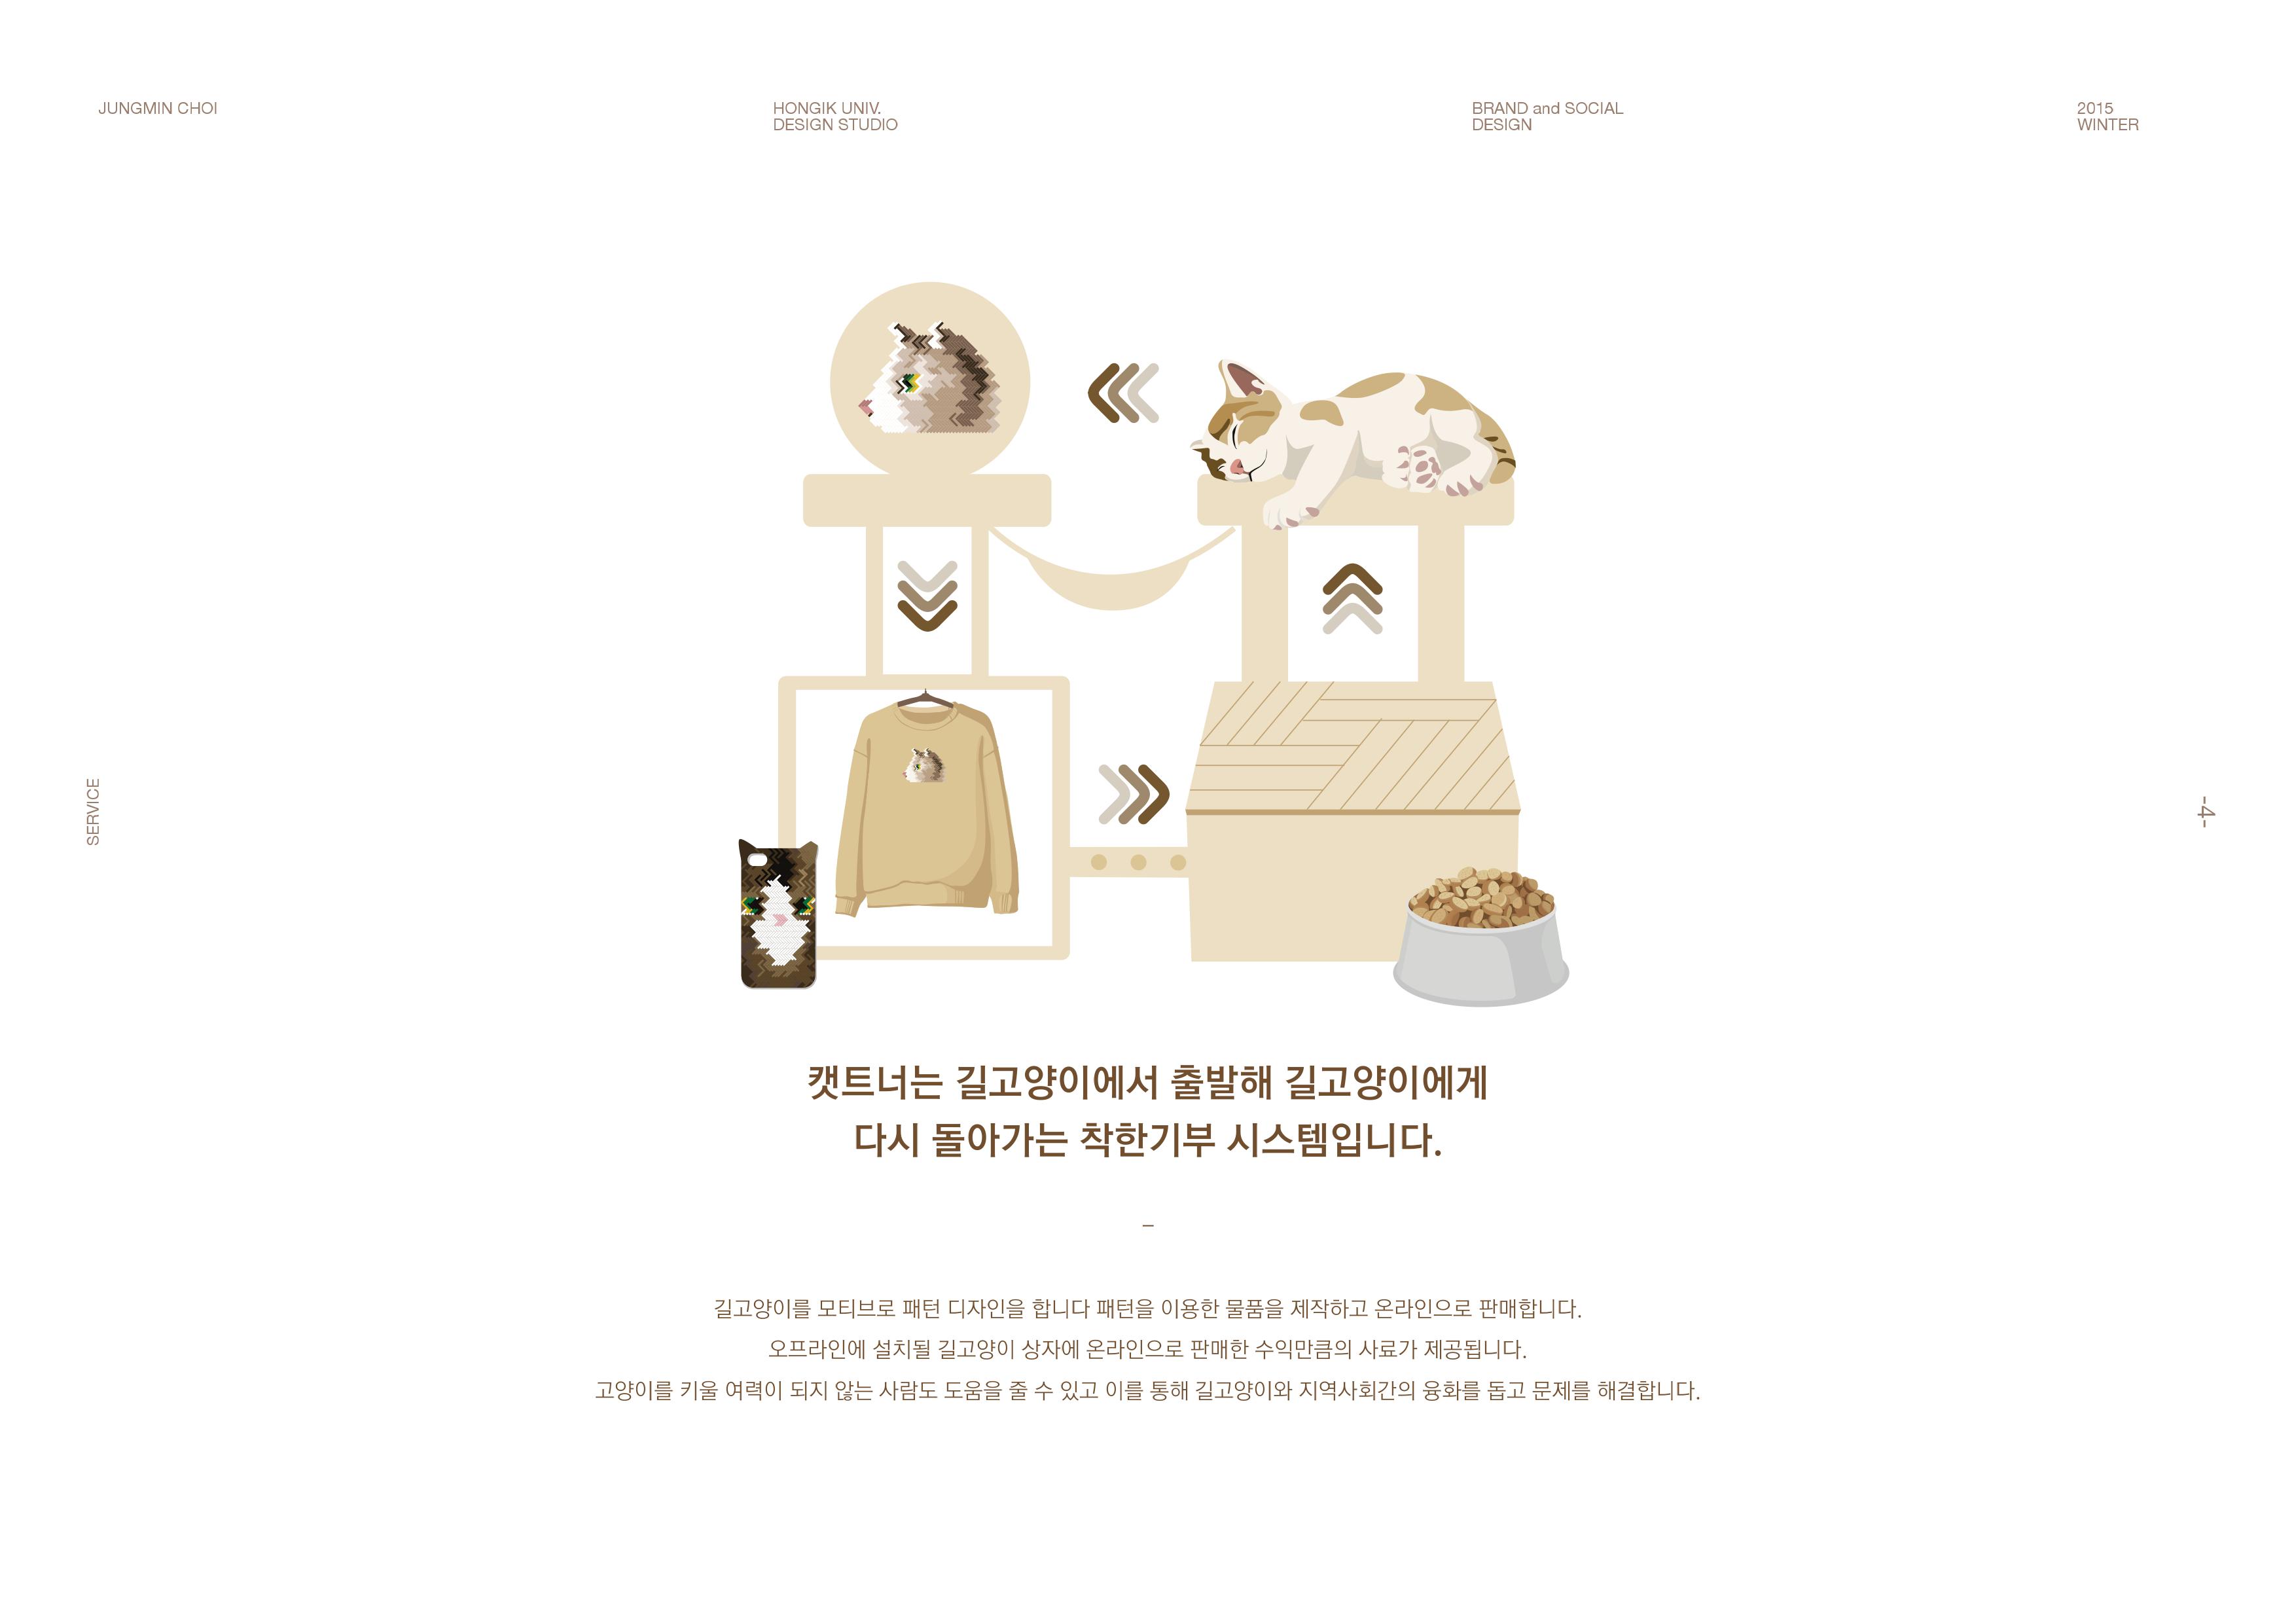 JUNGMIN CHOI
HONGIK UNIV.
DESIGN STUDIO
BRAND and SOCIAL
DESIGN
2015
WINTER
SERVICE
-4-
캣트너는 길고양이에서 출발해 길고양이에게
다시 돌아가는 착한기부 시스템입니다.
–
길고양이를 모티브로 패턴 디자인을 합니다 패턴을 이용한 물품을 제작하고 온라인으로 판매합니다.
오프라인에 설치될 길고양이 상자에 온라인으로 판매한 수익만큼의 사료가 제공됩니다.
고양이를 키울 여력이 되지 않는 사람도 도움을 줄 수 있고 이를 통해 길고양이와 지역사회간의 융화를 돕고 문제를 해결합니다.